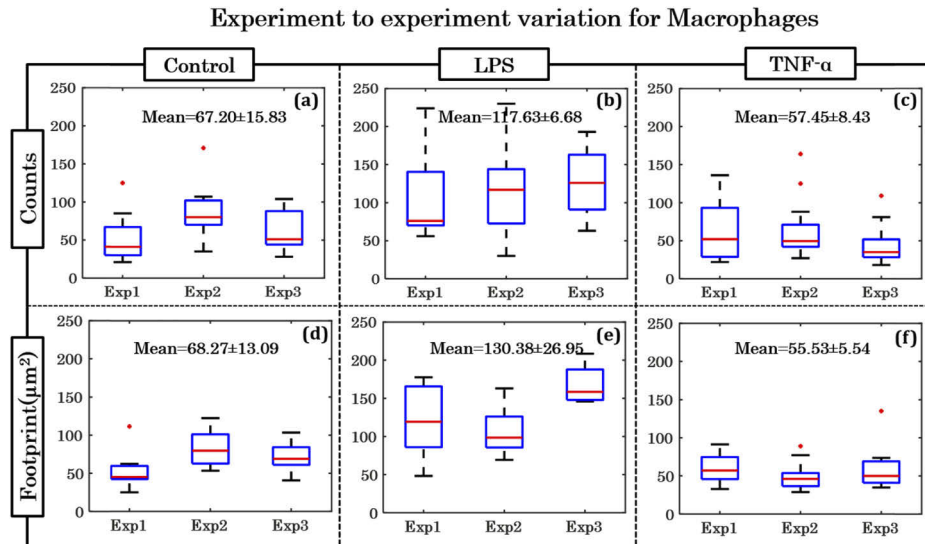 Experiment to experiment variation for Macrophages
Control
LPS
TNF-α
Counts
250
200
150
100
50
0
(a)
Mean=67.20±15.83
Exp1 Exp2 Exp3
250
200
150
100
50
0
(b)
Mean=117.63±6.68
Exp1 Exp2 Exp3
250
200
150
100
50
0
(c)
Mean=57.45±8.43
Exp1 Exp2 Exp3
Footprint(μm²)
250
200
150
100
50
0
(d)
Mean=68.27±13.09
Exp1 Exp2 Exp3
250
200
150
100
50
0
(e)
Mean=130.38±26.95
Exp1 Exp2 Exp3
250
200
150
100
50
0
(f)
Mean=55.53±5.54
Exp1 Exp2 Exp3